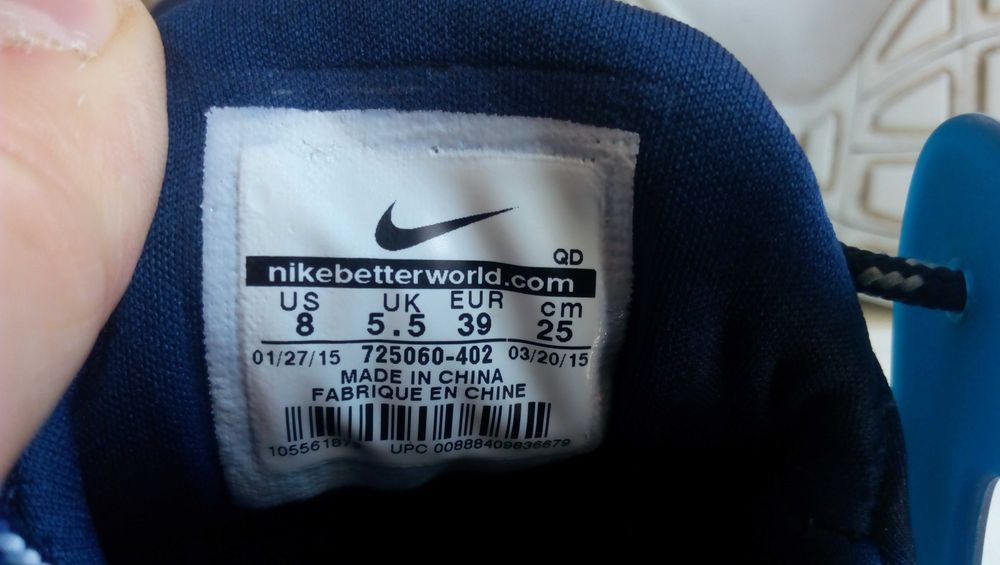 QD
nikebetterworld.com
US UK EUR cm
8 5.5 39 25
01/27/15 725060-402 03/20/15
MADE IN CHINA
FABRIQUE EN CHINE
UPC 00888409836679